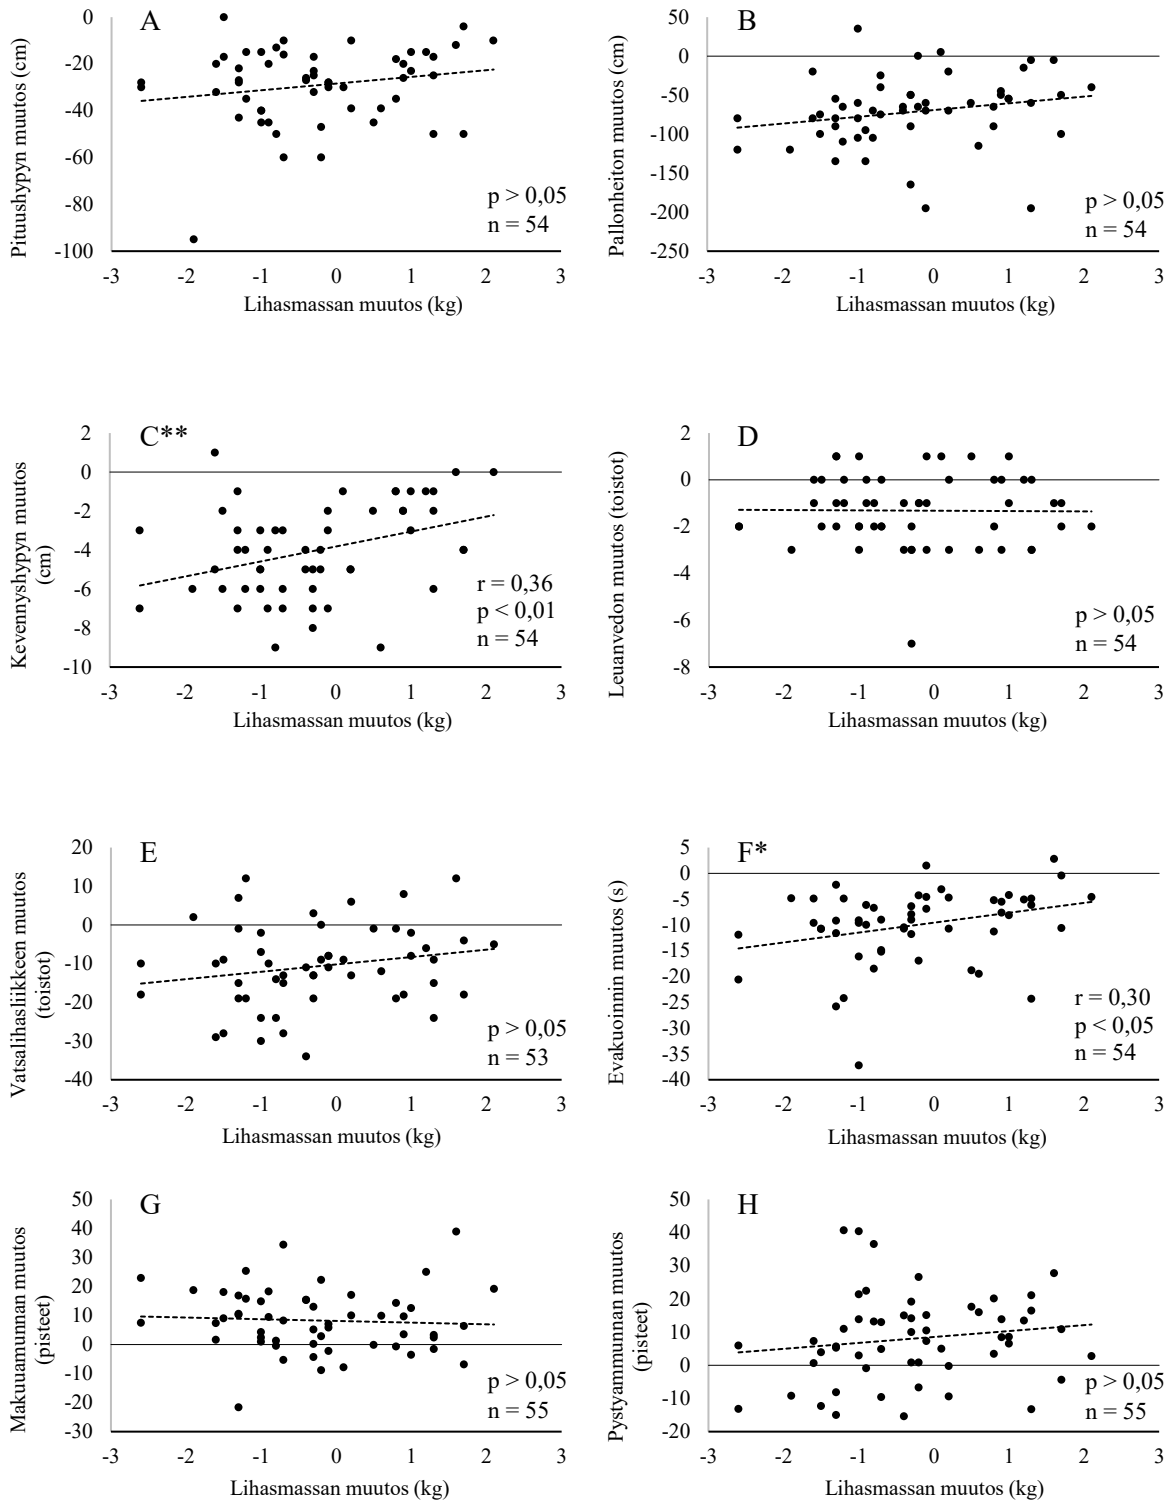 A
Pituushypyn muutos (cm)
0
-20
-40
-60
-80
-100
p > 0,05
n = 54
-3 -2 -1 0 1 2 3
Lihasmassan muutos (kg)
B
Pallonheiton muutos (cm)
50
0
-50
-100
-150
-200
-250
p > 0,05
n = 54
-3 -2 -1 0 1 2 3
Lihasmassan muutos (kg)
C**
Kevennyshypyn muutos
(cm)
2
0
-2
-4
-6
-8
-10
r = 0,36
p < 0,01
n = 54
-3 -2 -1 0 1 2 3
Lihasmassan muutos (kg)
D
Leuanvedon muutos (toistot)
2
0
-2
-4
-6
-8
p > 0,05
n = 54
-3 -2 -1 0 1 2 3
Lihasmassan muutos (kg)
E
Vatsalihasliikkeen muutos
(toistot)
20
10
0
-10
-20
-30
-40
p > 0,05
n = 53
-3 -2 -1 0 1 2 3
Lihasmassan muutos (kg)
F*
Evakuoinnin muutos (s)
5
0
-5
-10
-15
-20
-25
-30
-35
-40
r = 0,30
p < 0,05
n = 54
-3 -2 -1 0 1 2 3
Lihasmassan muutos (kg)
G
Makuuamunnan muutos
(pisteet)
50
40
30
20
10
0
-10
-20
-30
p > 0,05
n = 55
-3 -2 -1 0 1 2 3
Lihasmassan muutos (kg)
H
Pystyammunnan muutos
(pisteet)
50
40
30
20
10
0
-10
-20
p > 0,05
n = 55
-3 -2 -1 0 1 2 3
Lihasmassan muutos (kg)